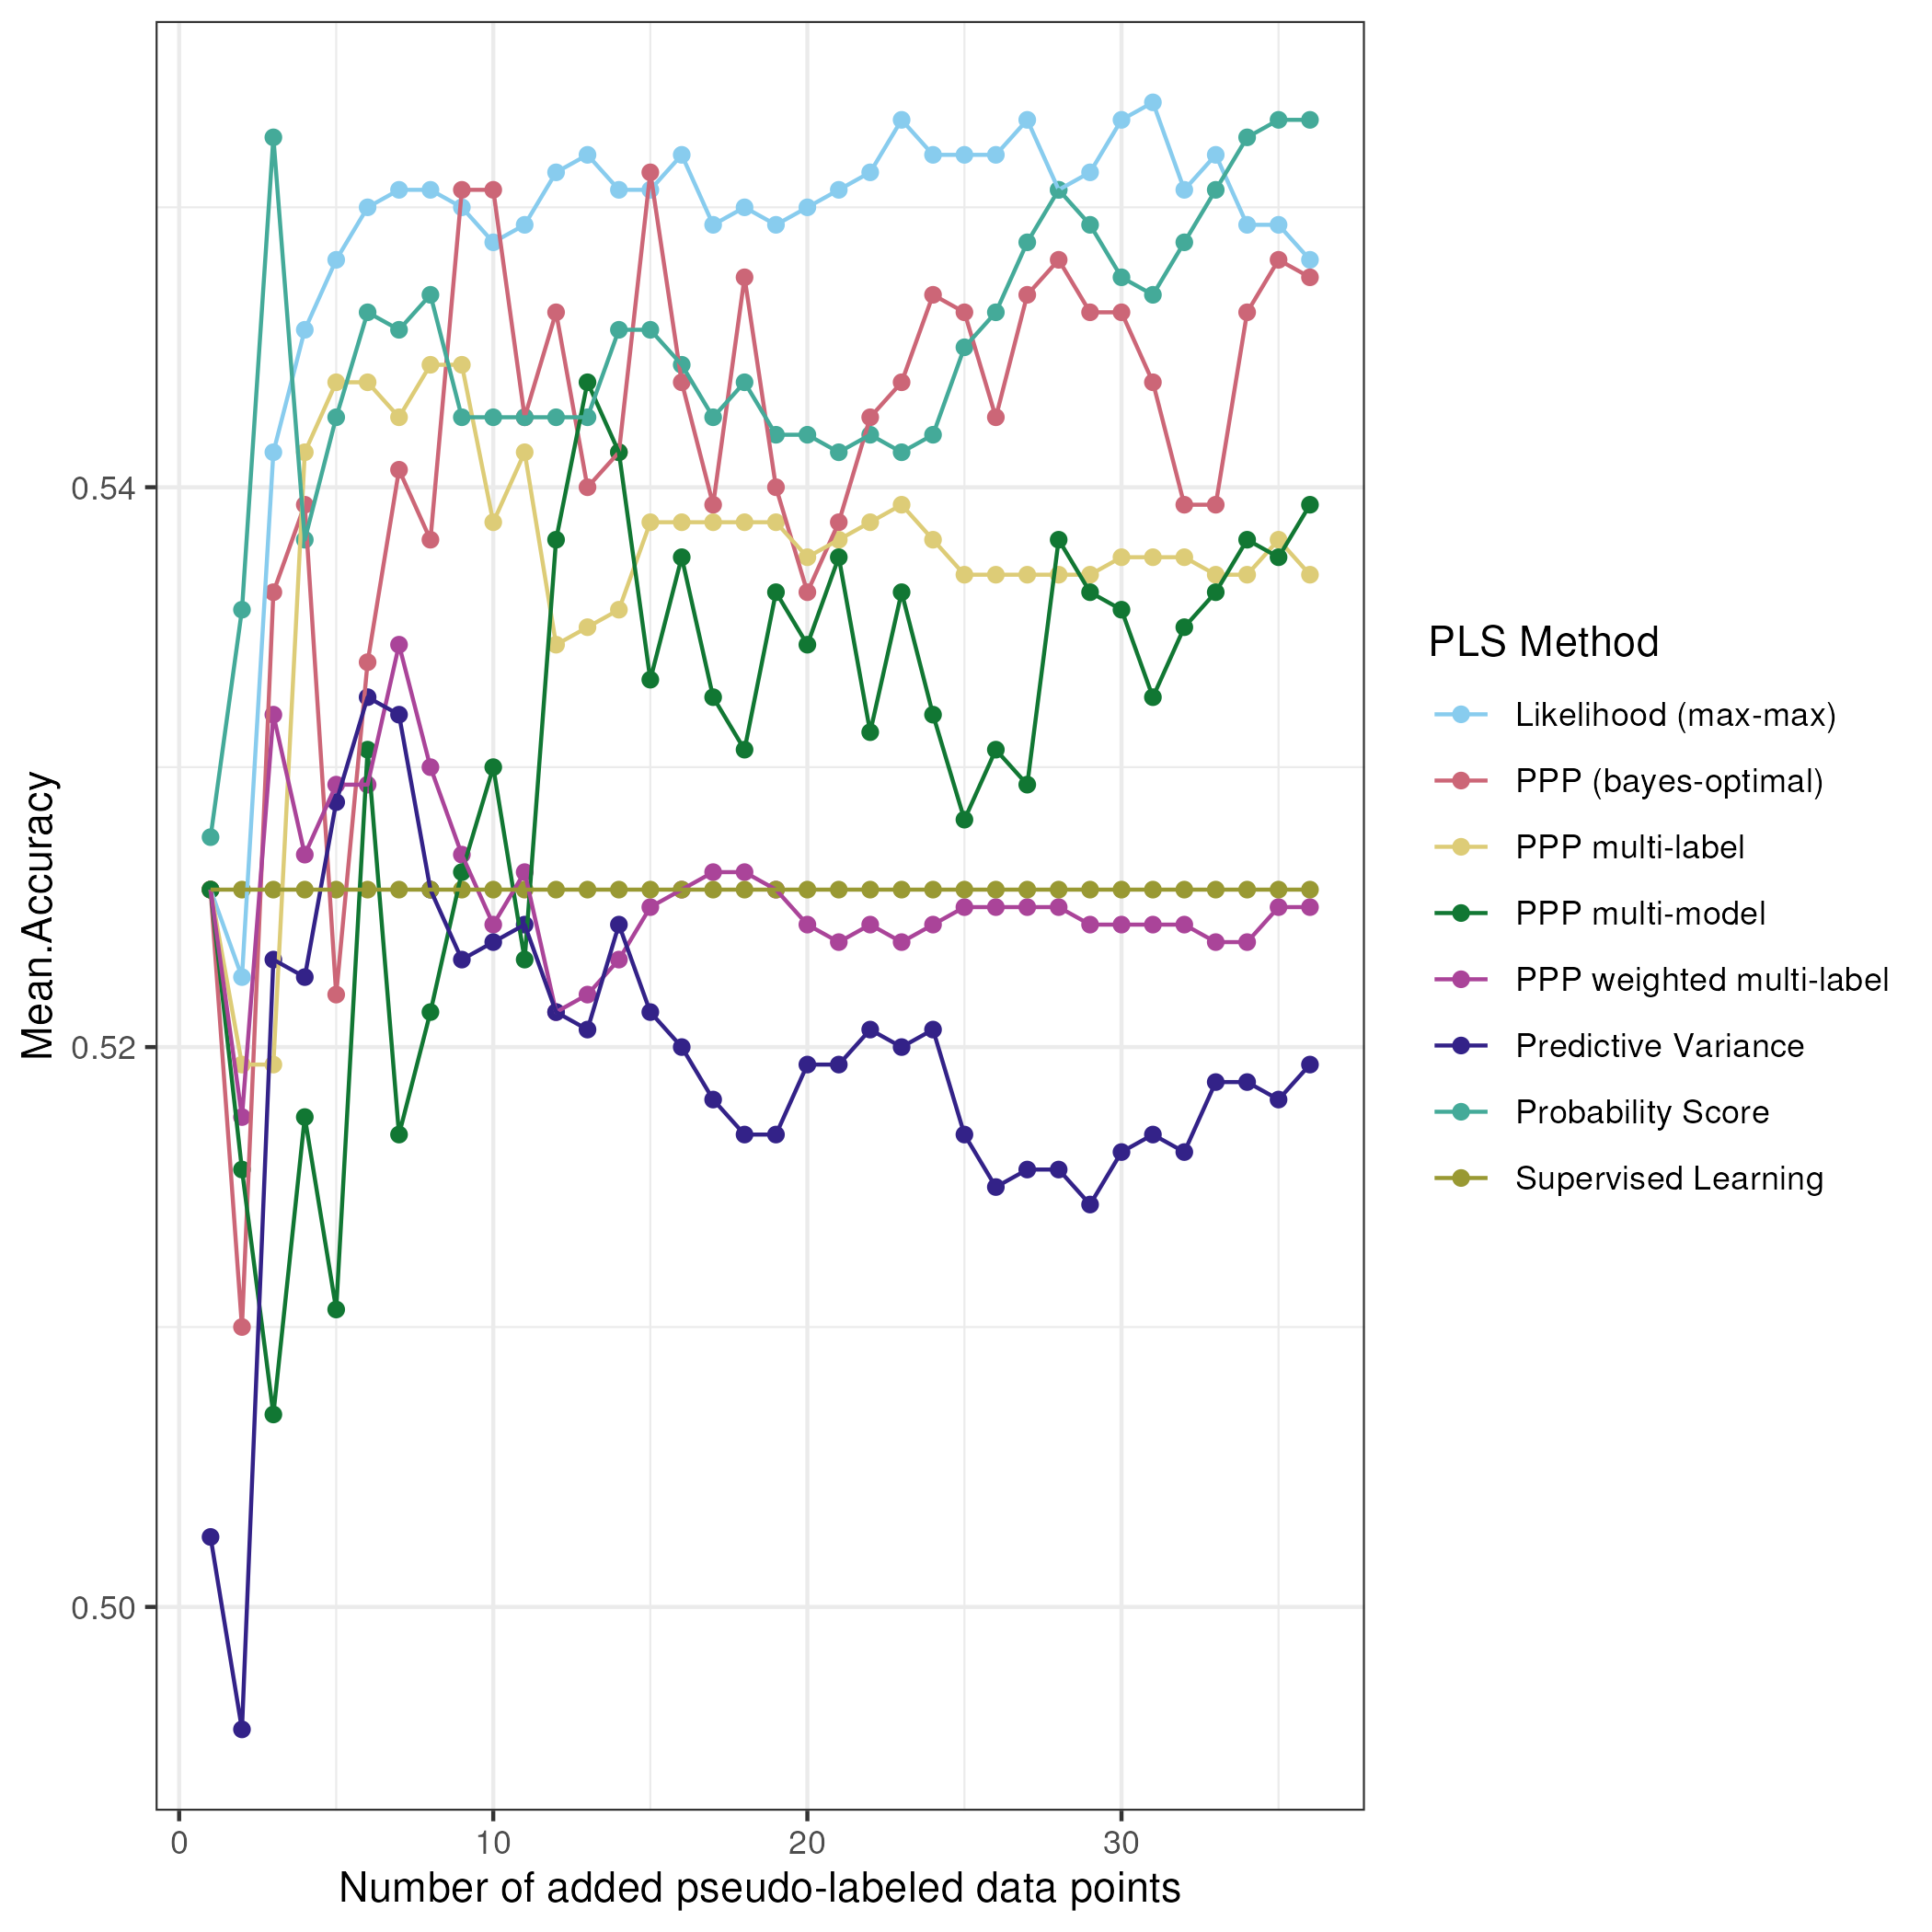 0.54
0.52
0.50
Mean.Accuracy
0
10
20
30
Number of added pseudo-labeled data points
PLS Method
Likelihood (max-max)
PPP (bayes-optimal)
PPP multi-label
PPP multi-model
PPP weighted multi-label
Predictive Variance
Probability Score
Supervised Learning